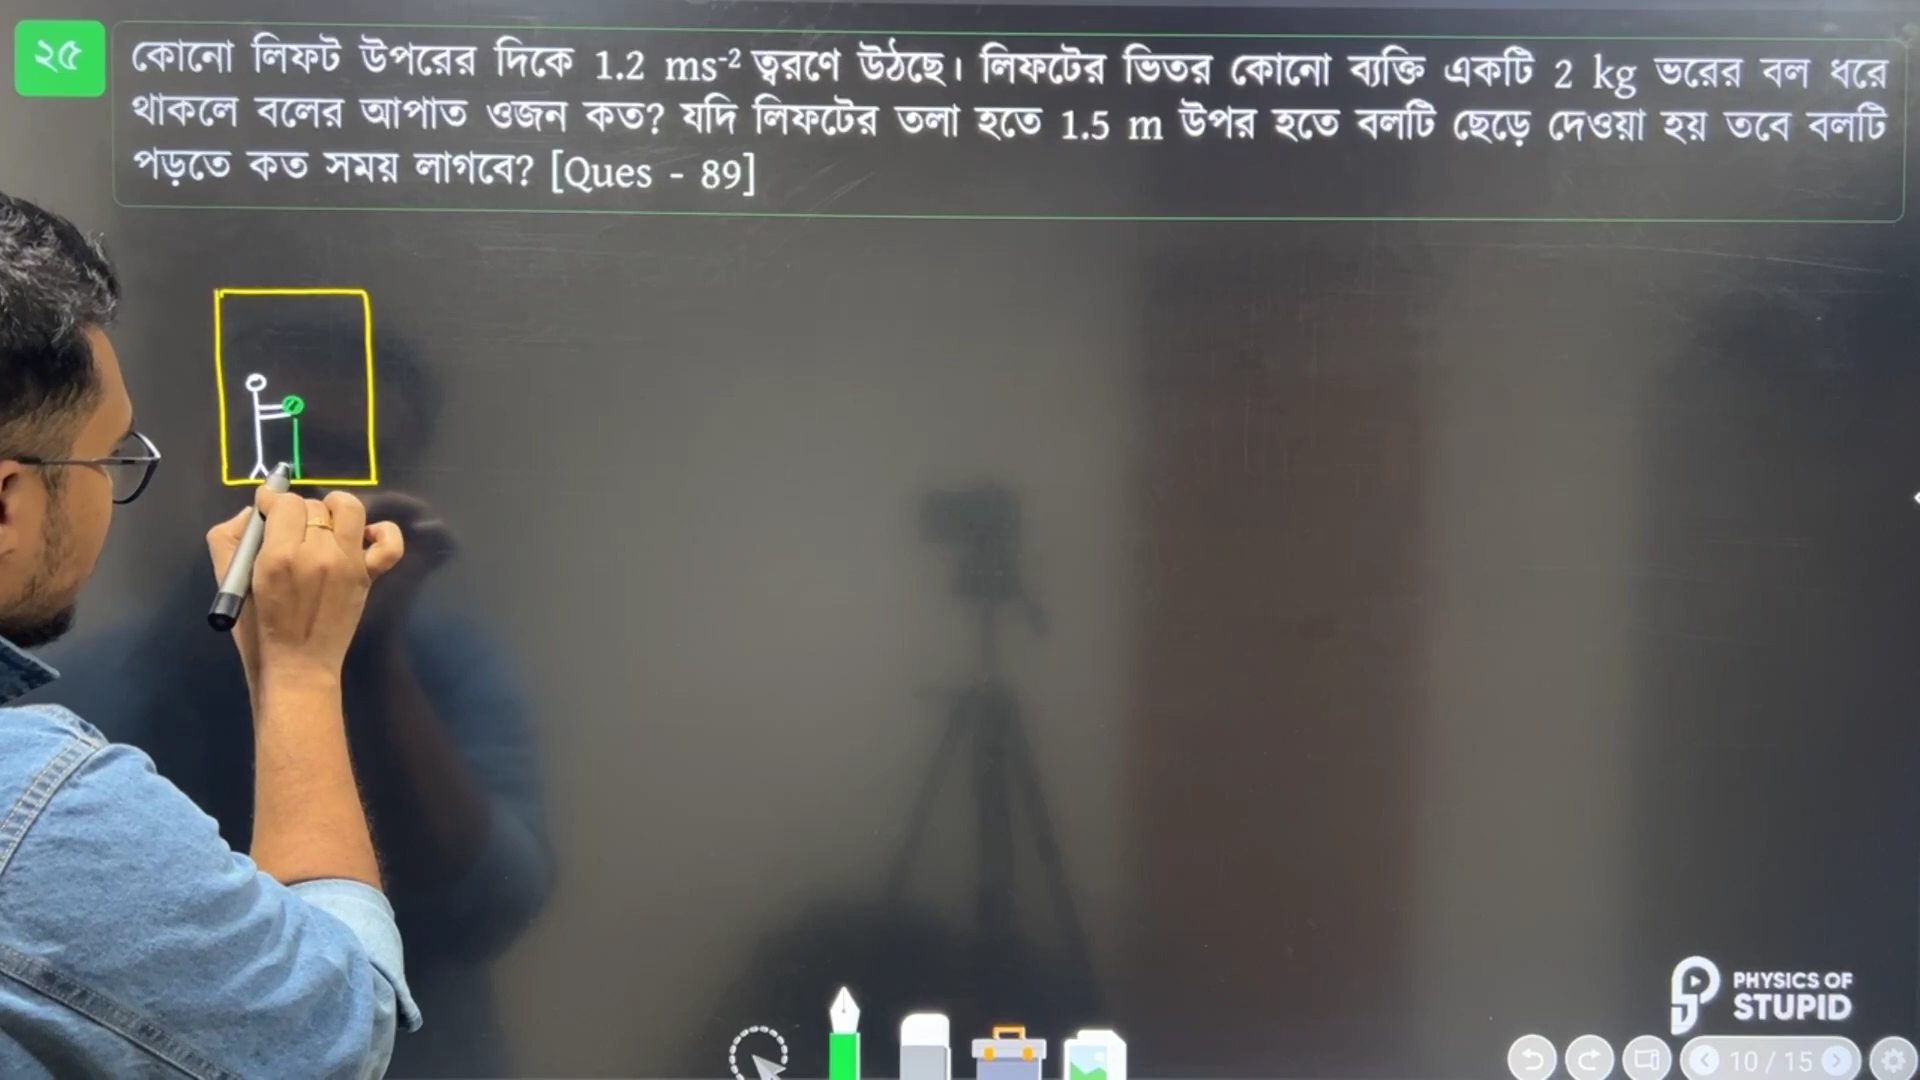 ২৫
কোনো লিফট উপরের দিকে 1.2 ms⁻² ত্বরণে উঠছে। লিফটের ভিতর কোনো ব্যক্তি একটি 2 kg ভরের বল ধরে
থাকলে বলের আপাত ওজন কত? যদি লিফটের তলা হতে 1.5 m উপর হতে বলটি ছেড়ে দেওয়া হয় তবে বলটি
পড়তে কত সময় লাগবে? [Ques - 89]
PHYSICS OF
STUPID
10 / 15